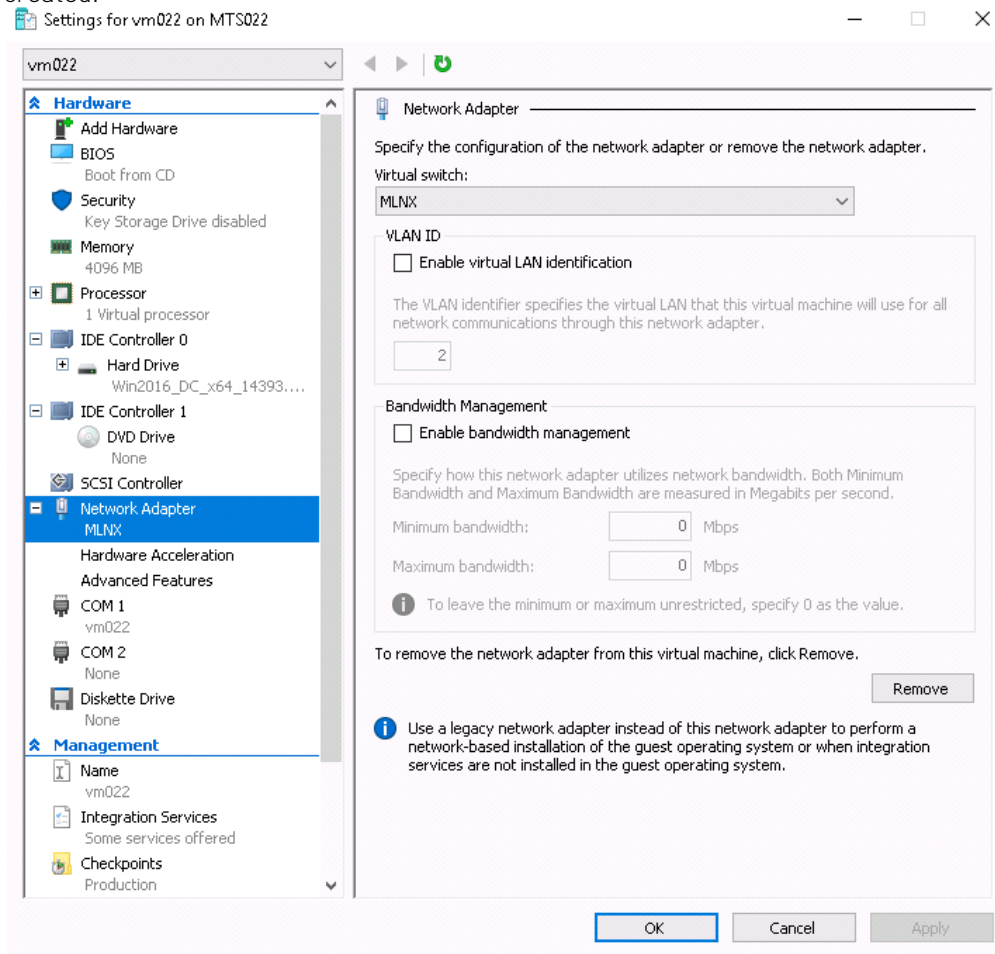 created.
Settings for vm022 on MTS022
vm022
Hardware
Add Hardware
BIOS
Boot from CD
Security
Key Storage Drive disabled
Memory
4096 MB
Processor
1 Virtual processor
IDE Controller 0
Hard Drive
Win2016_DC_x64_14393....
IDE Controller 1
DVD Drive
None
SCSI Controller
Network Adapter
MLNX
Hardware Acceleration
Advanced Features
COM 1
vm022
COM 2
None
Diskette Drive
None
Management
Name
vm022
Integration Services
Some services offered
Checkpoints
Production
Network Adapter
Specify the configuration of the network adapter or remove the network adapter.
Virtual switch:
MLNX
VLAN ID
Enable virtual LAN identification
The VLAN identifier specifies the virtual LAN that this virtual machine will use for all
network communications through this network adapter.
2
Bandwidth Management
Enable bandwidth management
Specify how this network adapter utilizes network bandwidth. Both Minimum
Bandwidth and Maximum Bandwidth are measured in Megabits per second.
Minimum bandwidth: 0 Mbps
Maximum bandwidth: 0 Mbps
To leave the minimum or maximum unrestricted, specify 0 as the value.
To remove the network adapter from this virtual machine, click Remove.
Remove
Use a legacy network adapter instead of this network adapter to perform a
network-based installation of the guest operating system or when integration
services are not installed in the guest operating system.
OK Cancel Apply